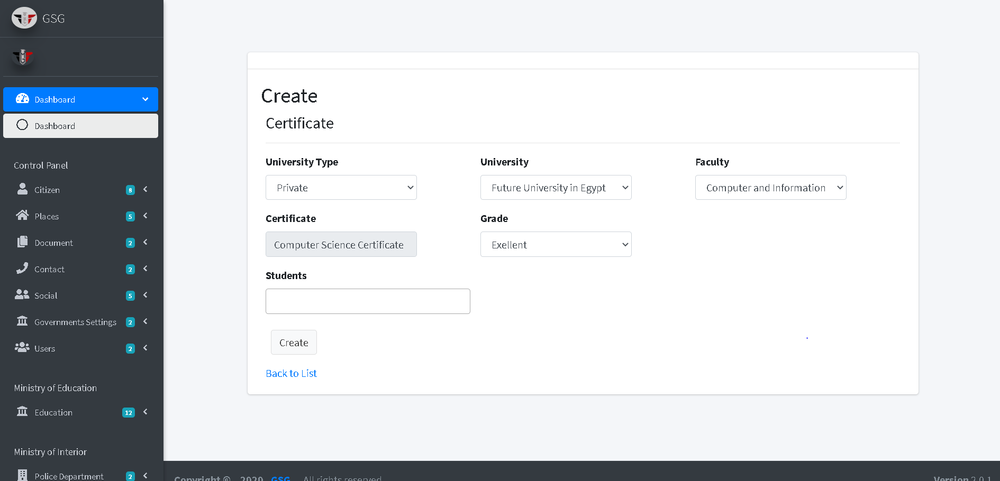 GSG
Dashboard
Dashboard
Control Panel
Citizen 8
Places 5
Document 2
Contact 2
Social 5
Governments Settings 2
Users 2
Ministry of Education
Education 12
Ministry of Interior
Police Department 2
Create
Certificate
University Type University Faculty
Private Future University in Egypt Computer and Information
Certificate Grade
Computer Science Certificate Exellent
Students
Create
Back to List
Copyright © 2020 GSG All rights reserved Version 2.0.1